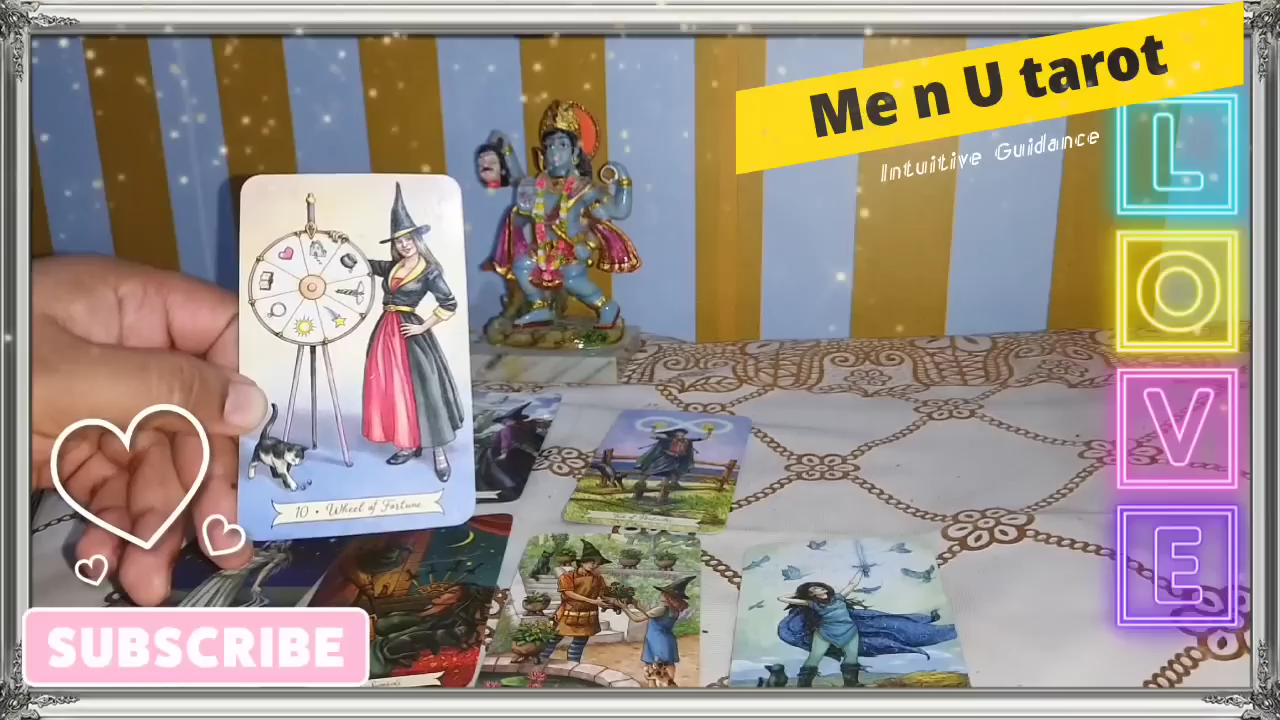 Me n U tarot
Intuitive Guidance
L
O
V
E
10 • Wheel of Fortune
SUBSCRIBE